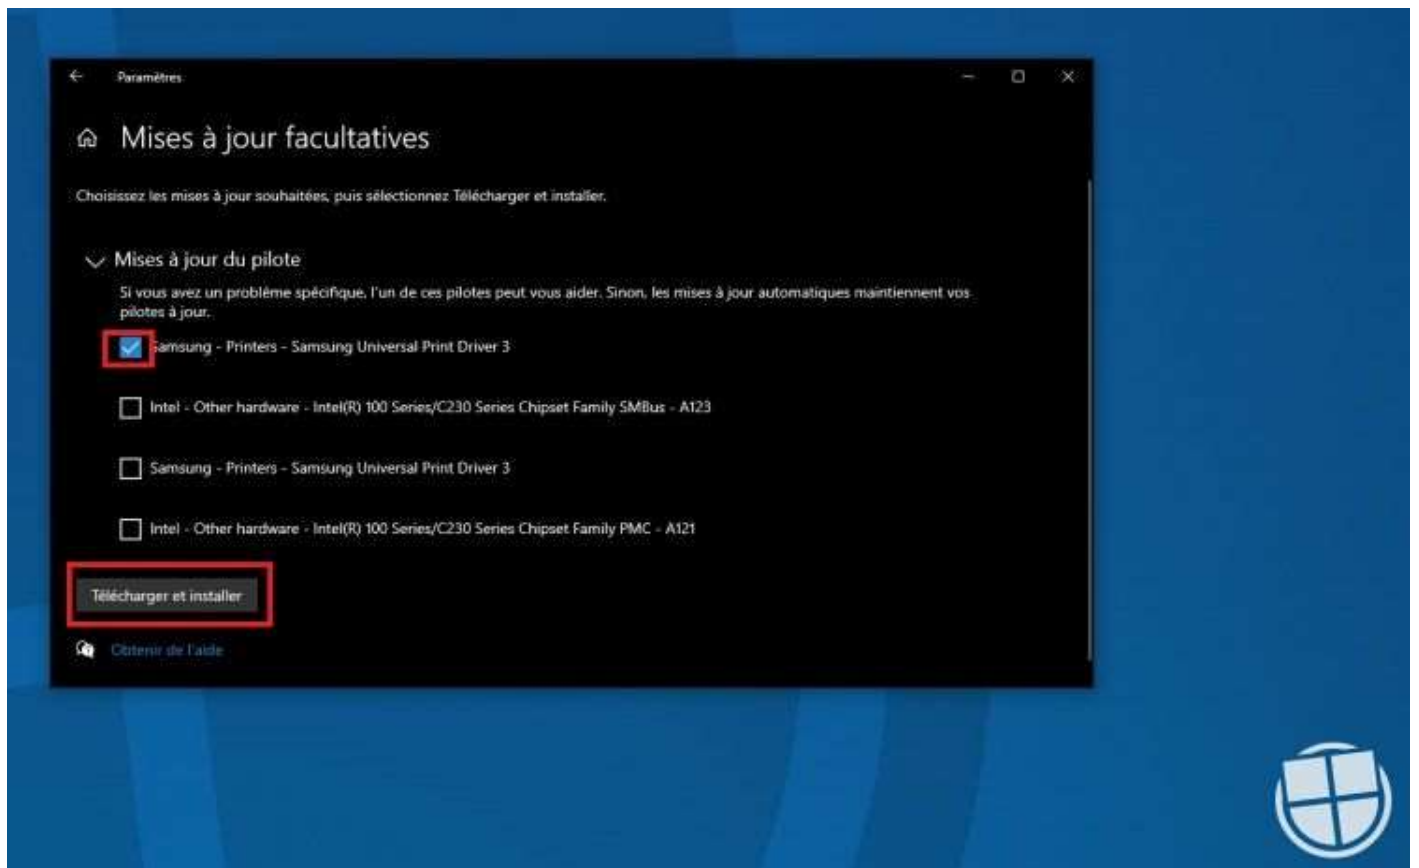 Paramètres
Mises à jour facultatives
Choisissez les mises à jour souhaitées, puis sélectionnez Télécharger et installer.
Mises à jour du pilote
Si vous avez un problème spécifique, l'un de ces pilotes peut vous aider. Sinon, les mises à jour automatiques maintiennent vos
pilotes à jour.
Samsung - Printers - Samsung Universal Print Driver 3
Intel - Other hardware - Intel(R) 100 Series/C230 Series Chipset Family SMBus - A123
Samsung - Printers - Samsung Universal Print Driver 3
Intel - Other hardware - Intel(R) 100 Series/C230 Series Chipset Family PMC - A121
Télécharger et installer
Obtenir de l'aide